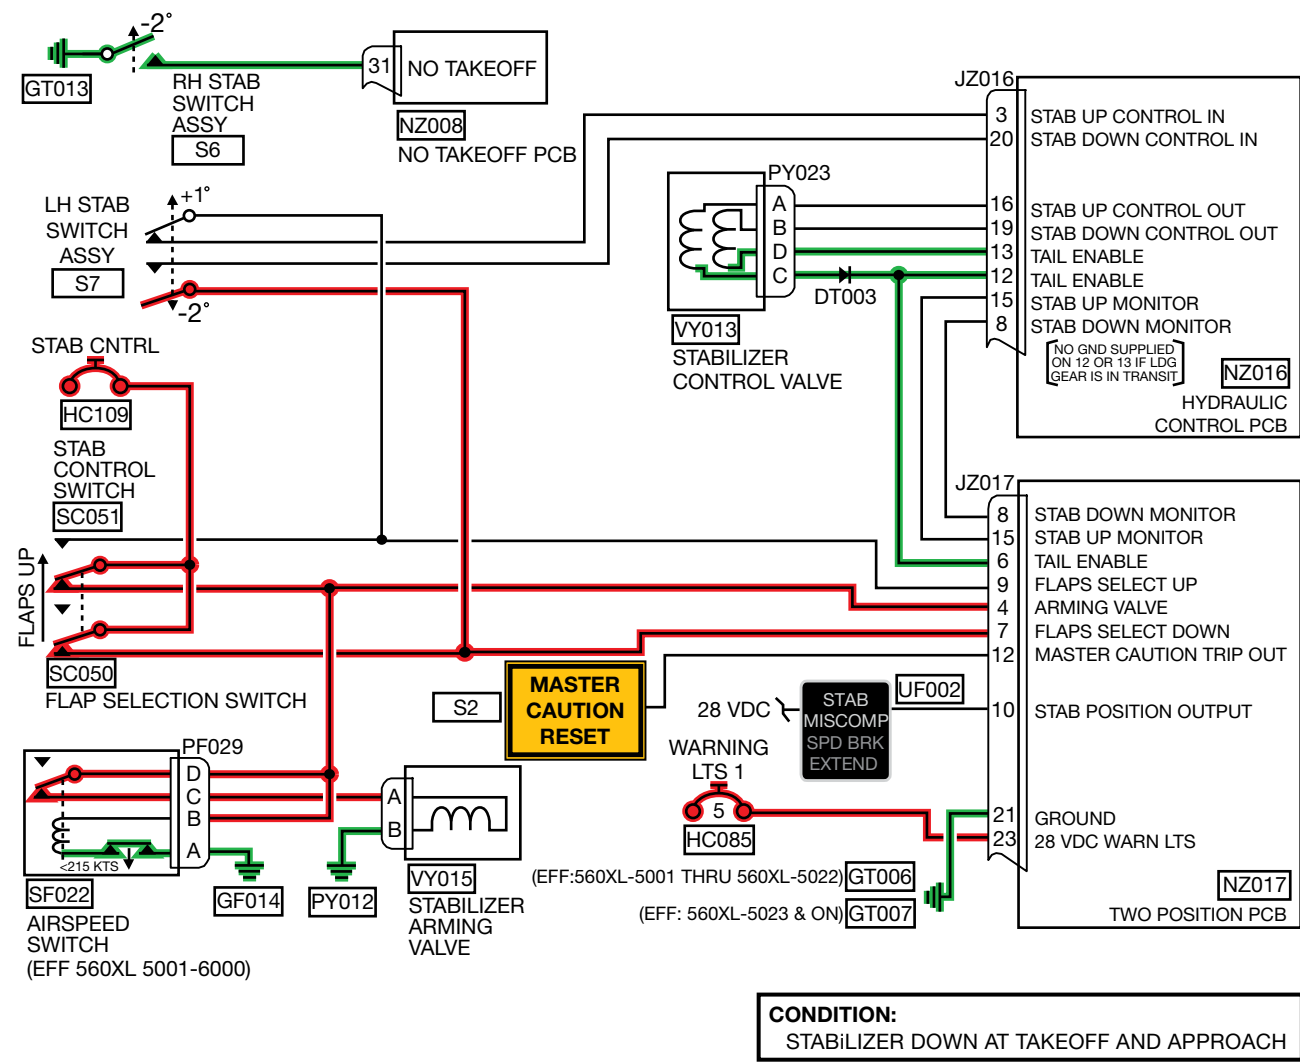 -2°
GT013
RH STAB
SWITCH
ASSY
S6
31
NO TAKEOFF
NZ008
NO TAKEOFF PCB
LH STAB
SWITCH
ASSY
S7
+1°
-2°
STAB CNTRL
HC109
STAB
CONTROL
SWITCH
SC051
FLAPS UP
SC050
FLAP SELECTION SWITCH
PY023
A
B
D
C
DT003
VY013
STABILIZER
CONTROL VALVE
JZ016
3 STAB UP CONTROL IN
20 STAB DOWN CONTROL IN
16 STAB UP CONTROL OUT
19 STAB DOWN CONTROL OUT
13 TAIL ENABLE
12 TAIL ENABLE
15 STAB UP MONITOR
8 STAB DOWN MONITOR
NO GND SUPPLIED
ON 12 OR 13 IF LDG
GEAR IS IN TRANSIT
NZ016
HYDRAULIC
CONTROL PCB
JZ017
8 STAB DOWN MONITOR
15 STAB UP MONITOR
6 TAIL ENABLE
9 FLAPS SELECT UP
4 ARMING VALVE
7 FLAPS SELECT DOWN
12 MASTER CAUTION TRIP OUT
10 STAB POSITION OUTPUT
21 GROUND
23 28 VDC WARN LTS
NZ017
TWO POSITION PCB
S2
MASTER
CAUTION
RESET
28 VDC
STAB
MISCOMP
SPD BRK
EXTEND
UF002
WARNING
LTS 1
5
HC085
(EFF:560XL-5001 THRU 560XL-5022)
GT006
(EFF: 560XL-5023 & ON)
GT007
PF029
D
C
B
A
<215 KTS
SF022
AIRSPEED
SWITCH
(EFF 560XL 5001-6000)
GF014
PY012
A
B
VY015
STABILIZER
ARMING
VALVE
CONDITION:
STABiLIZER DOWN AT TAKEOFF AND APPROACH